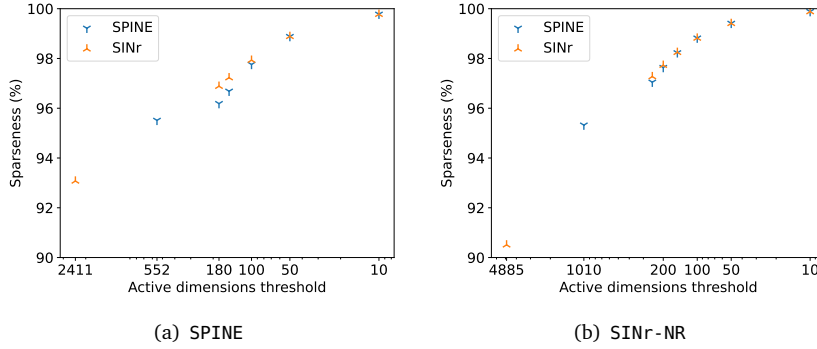 100
98
96
94
92
90
Sparseness (%)
SPINE
SINr
2411
552
180
100
50
10
Active dimensions threshold
(a) SPINE
100
98
96
94
92
90
Sparseness (%)
SPINE
SINr
4885
1010
200
100
50
10
Active dimensions threshold
(b) SINr-NR